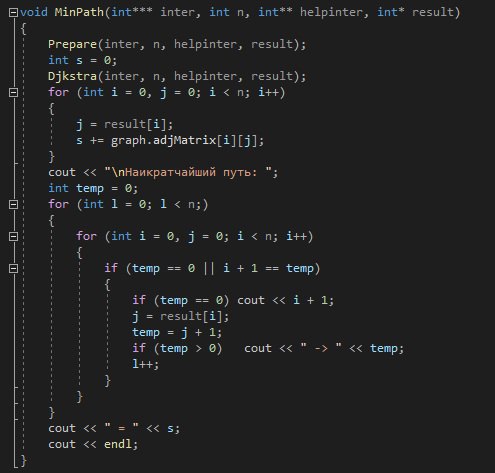 void MinPath(int*** inter, int n, int** helpinter, int* result)
{
    Prepare(inter, n, helpinter, result);
    int s = 0;
    Djkstra(inter, n, helpinter, result);
    for (int i = 0, j = 0; i < n; i++)
    {
        j = result[i];
        s += graph.adjMatrix[i][j];
    }
    cout << "\nНаикратчайший путь: ";
    int temp = 0;
    for (int l = 0; l < n;)
    {
        for (int i = 0, j = 0; i < n; i++)
        {
            if (temp == 0 || i + 1 == temp)
            {
                if (temp == 0) cout << i + 1;
                j = result[i];
                temp = j + 1;
                if (temp > 0)   cout << " -> " << temp;
                l++;
            }
        }
    }
    cout << " = " << s;
    cout << endl;
}